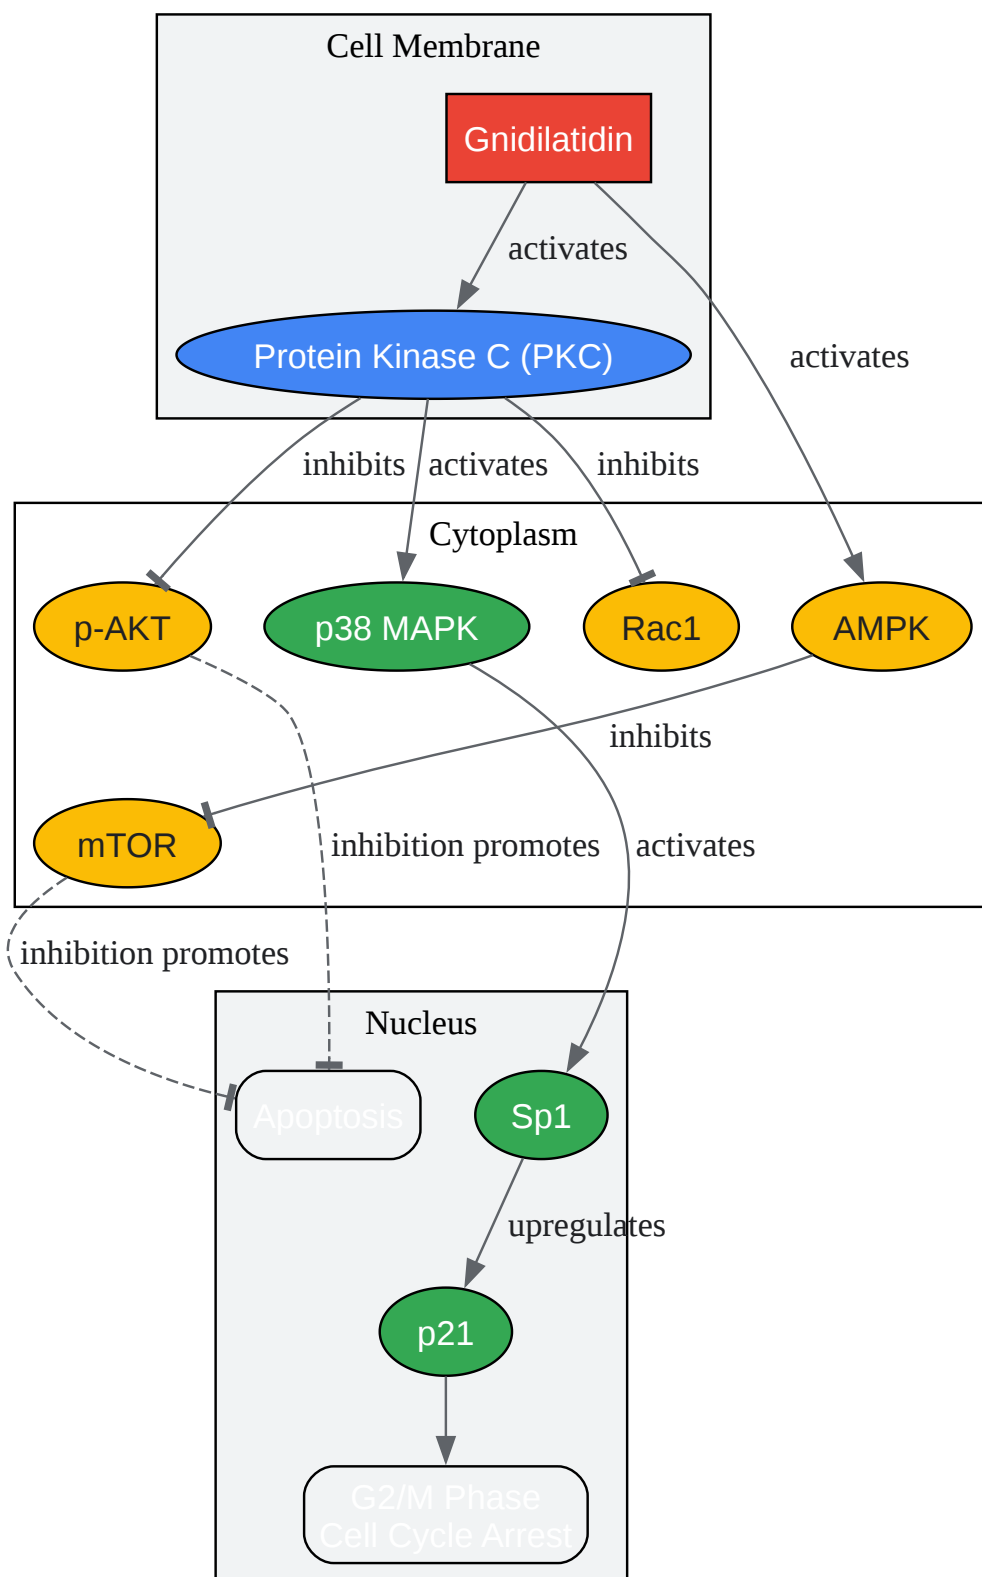 Cell Membrane
Gnidilatidin
activates
Protein Kinase C (PKC)
activates
inhibits
activates
inhibits
Cytoplasm
p-AKT
p38 MAPK
Rac1
AMPK
inhibits
mTOR
inhibition promotes
activates
inhibition promotes
Nucleus
Apoptosis
Sp1
upregulates
p21
G2/M Phase
Cell Cycle Arrest